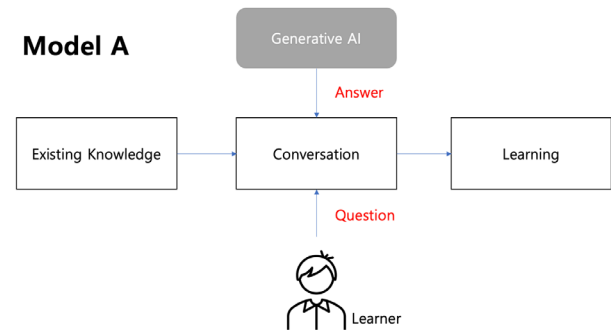 Model A
Generative AI
Answer
Existing Knowledge
Conversation
Learning
Question
Learner